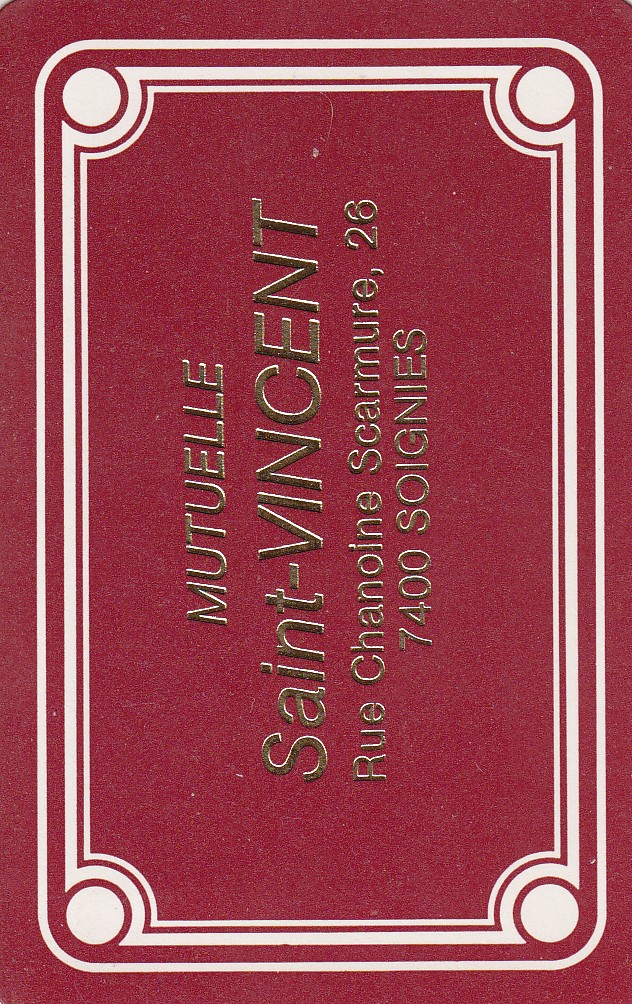 MUTUELLE
Saint-VINCENT
Rue Chanoine Scarmure, 26
7400 SOIGNIES